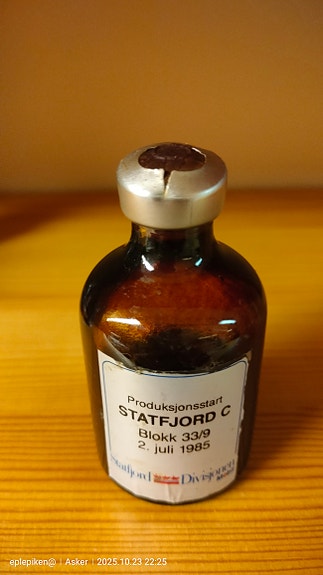 Produksjonsstart
STATFJORD C
Blokk 33/9
2. juli 1985
Statfjord Divisjonen
eplepiken@ | Asker | 2025.10.23 22:25